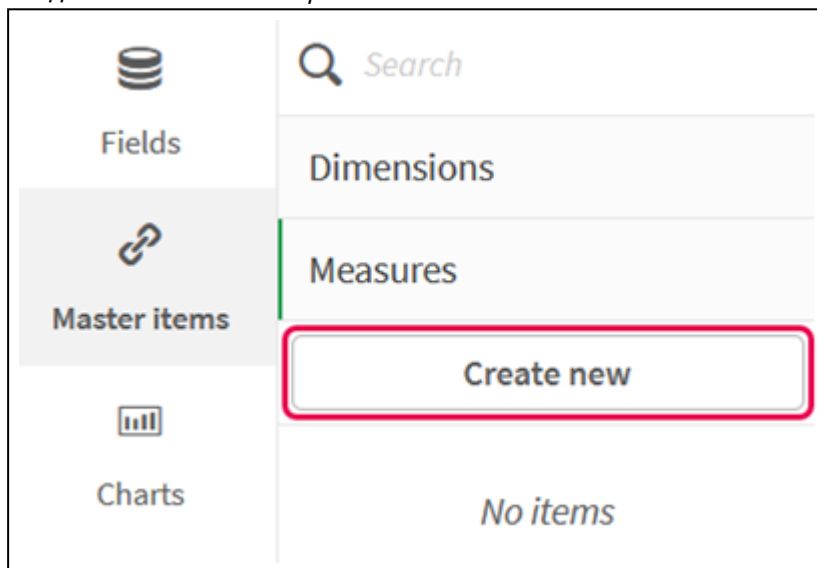 Search
Fields
Dimensions
Measures
Master items
Create new
Charts
No items